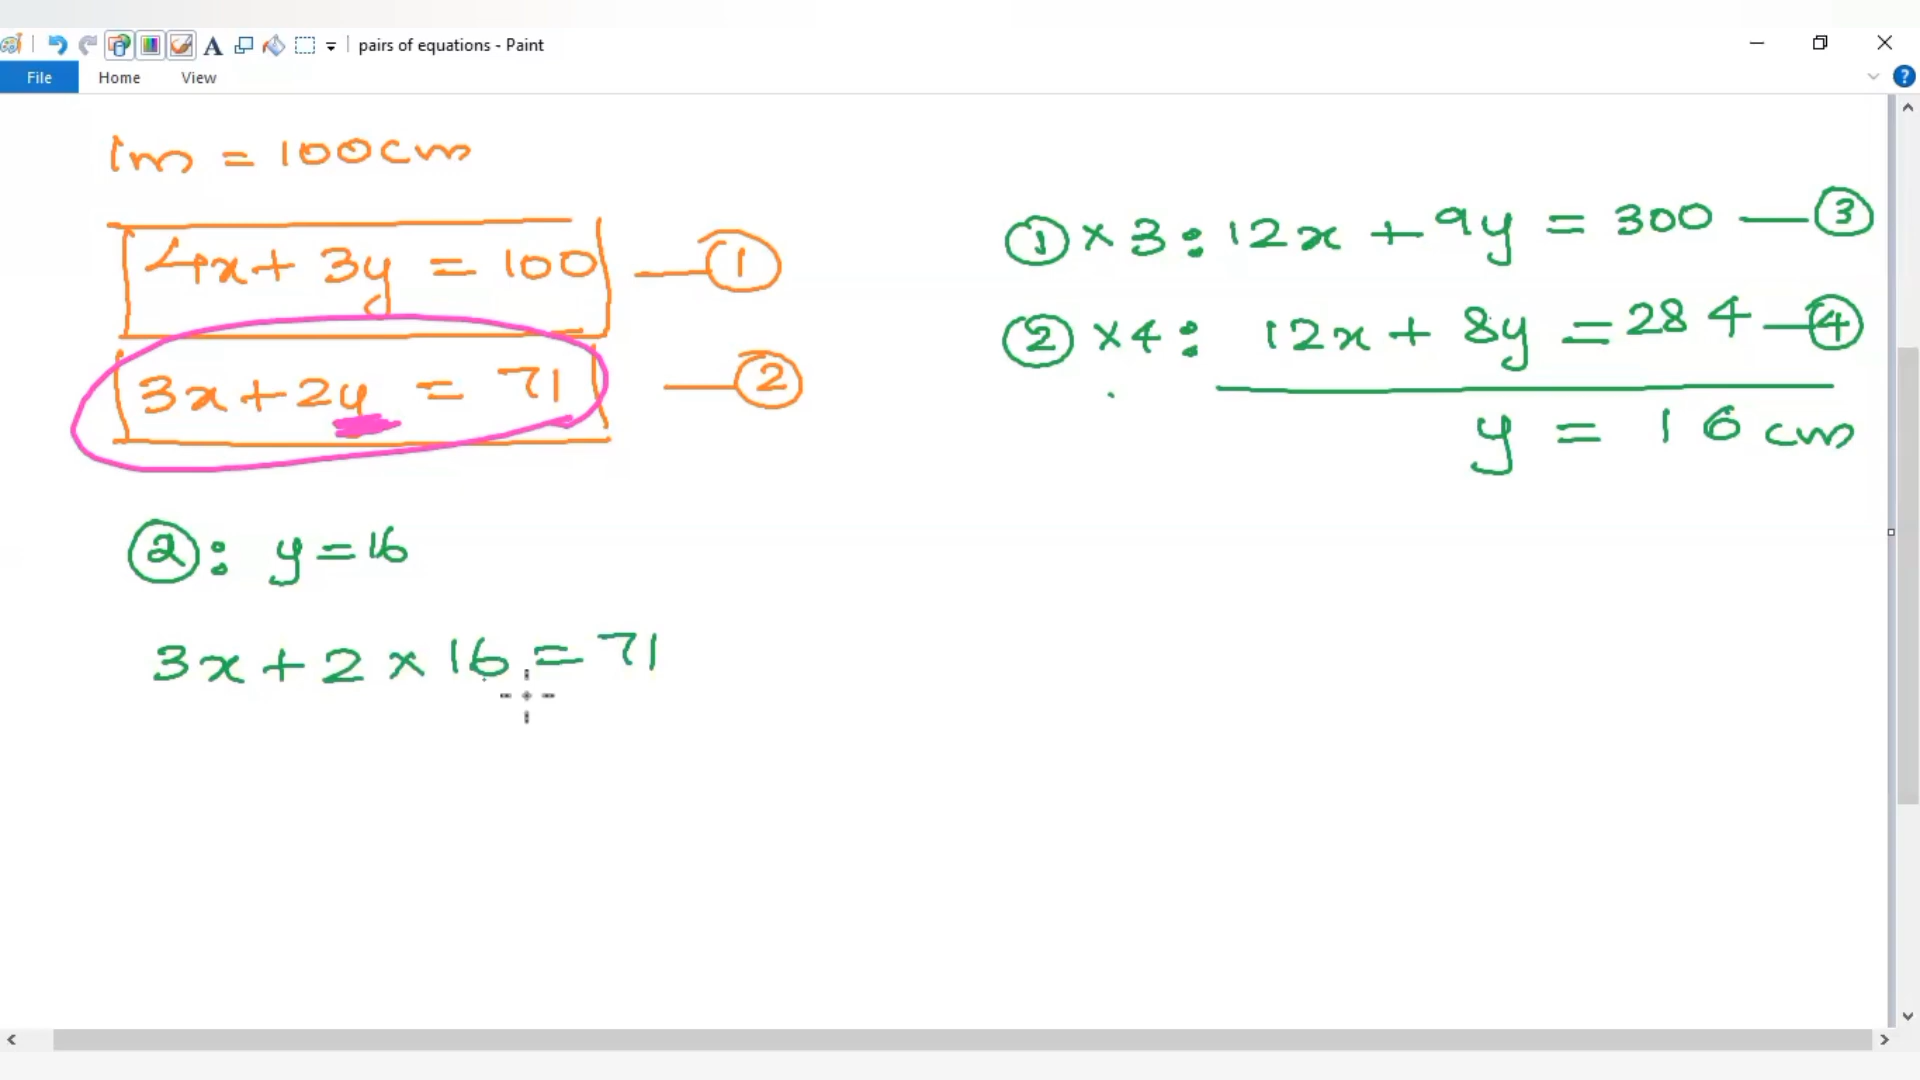 pairs of equations - Paint
File Home View
1m = 100cm
4x + 3y = 100 — ①
3x + 2y = 71 — ②
②: y = 16
3x + 2 × 16 = 71
① × 3: 12x + 9y = 300 — ③
② × 4: 12x + 8y = 284 — ④
y = 16 cm